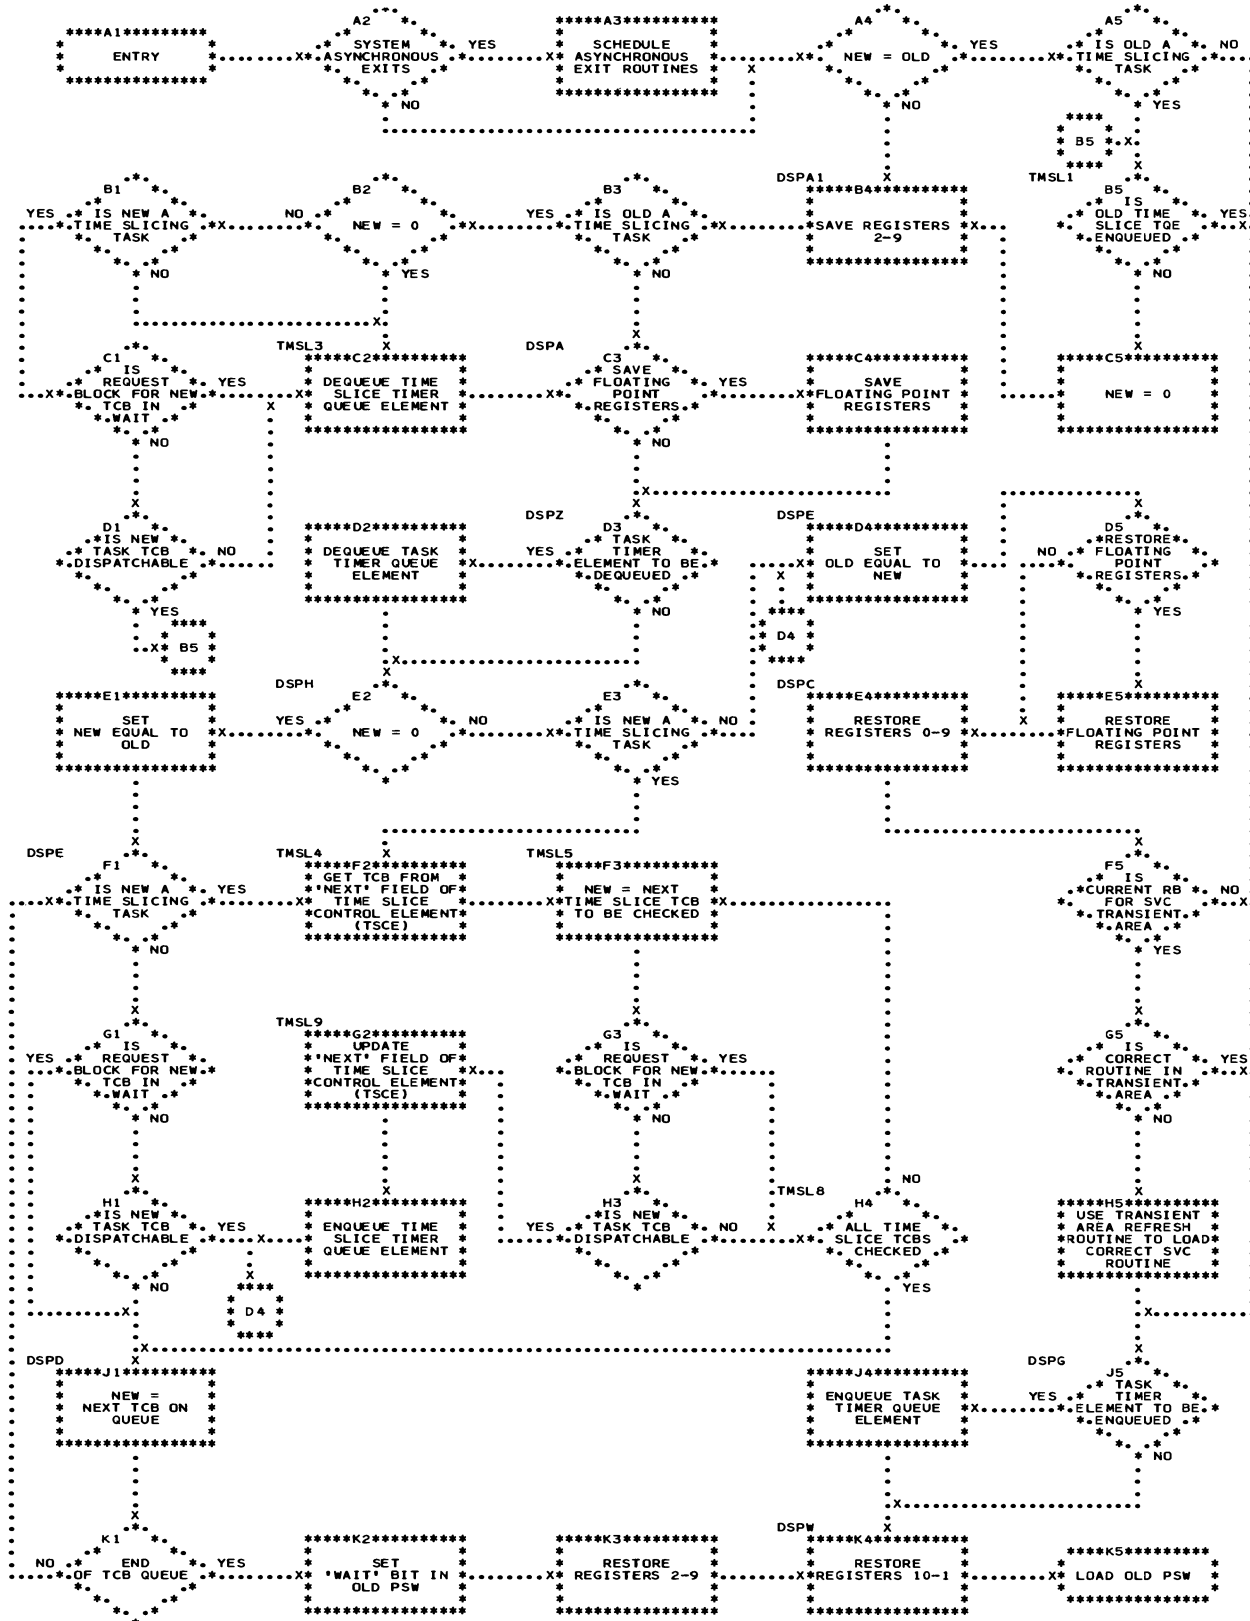 A1
ENTRY
A2
SYSTEM
ASYNCHRONOUS
EXITS
YES
NO
A3
SCHEDULE
ASYNCHRONOUS
EXIT ROUTINES
A4
NEW = OLD
YES
NO
A5
IS OLD A
TIME SLICING
TASK
NO
YES
B5
B1
IS NEW A
TIME SLICING
TASK
YES
NO
B2
NEW = 0
NO
YES
B3
IS OLD A
TIME SLICING
TASK
YES
NO
DSPA1
B4
SAVE REGISTERS
2-9
TMSL1
B5
IS
OLD TIME
SLICE TQE
ENQUEUED
YES
NO
C1
IS
REQUEST
BLOCK FOR NEW
TCB IN
WAIT
YES
NO
TMSL3
C2
DEQUEUE TIME
SLICE TIMER
QUEUE ELEMENT
DSPA
C3
SAVE
FLOATING
POINT
REGISTERS
YES
NO
C4
SAVE
FLOATING POINT
REGISTERS
C5
NEW = 0
D1
IS NEW
TASK TCB
DISPATCHABLE
NO
YES
B5
D2
DEQUEUE TASK
TIMER QUEUE
ELEMENT
DSPZ
D3
TASK
TIMER
ELEMENT TO BE
DEQUEUED
YES
NO
DSPE
D4
SET
OLD EQUAL TO
NEW
D4
D5
RESTORE
FLOATING
POINT
REGISTERS
NO
YES
E1
SET
NEW EQUAL TO
OLD
DSPH
E2
NEW = 0
YES
NO
E3
IS NEW A
TIME SLICING
TASK
NO
YES
DSPC
E4
RESTORE
REGISTERS 0-9
E5
RESTORE
FLOATING POINT
REGISTERS
DSPE
F1
IS NEW A
TIME SLICING
TASK
YES
NO
TMSL4
F2
GET TCB FROM
'NEXT' FIELD OF
TIME SLICE
CONTROL ELEMENT
(TSCE)
TMSL5
F3
NEW = NEXT
TIME SLICE TCB
TO BE CHECKED
F5
IS
CURRENT RB
FOR SVC
TRANSIENT
AREA
NO
YES
G1
IS
REQUEST
BLOCK FOR NEW
TCB IN
WAIT
YES
NO
TMSL9
G2
UPDATE
'NEXT' FIELD OF
TIME SLICE
CONTROL ELEMENT
(TSCE)
G3
IS
REQUEST
BLOCK FOR NEW
TCB IN
WAIT
YES
NO
G5
IS
CORRECT
ROUTINE IN
TRANSIENT
AREA
YES
NO
H1
IS NEW
TASK TCB
DISPATCHABLE
YES
NO
D4
H2
ENQUEUE TIME
SLICE TIMER
QUEUE ELEMENT
H3
IS NEW
TASK TCB
DISPATCHABLE
YES
NO
TMSL8
H4
ALL TIME
SLICE TCBS
CHECKED
NO
YES
H5
USE TRANSIENT
AREA REFRESH
ROUTINE TO LOAD
CORRECT SVC
ROUTINE
DSPD
J1
NEW =
NEXT TCB ON
QUEUE
J4
ENQUEUE TASK
TIMER QUEUE
ELEMENT
DSPG
J5
TASK
TIMER
ELEMENT TO BE
ENQUEUED
YES
NO
K1
END
OF TCB QUEUE
NO
YES
K2
SET
'WAIT' BIT IN
OLD PSW
K3
RESTORE
REGISTERS 2-9
DSPW
K4
RESTORE
REGISTERS 10-1
K5
LOAD OLD PSW